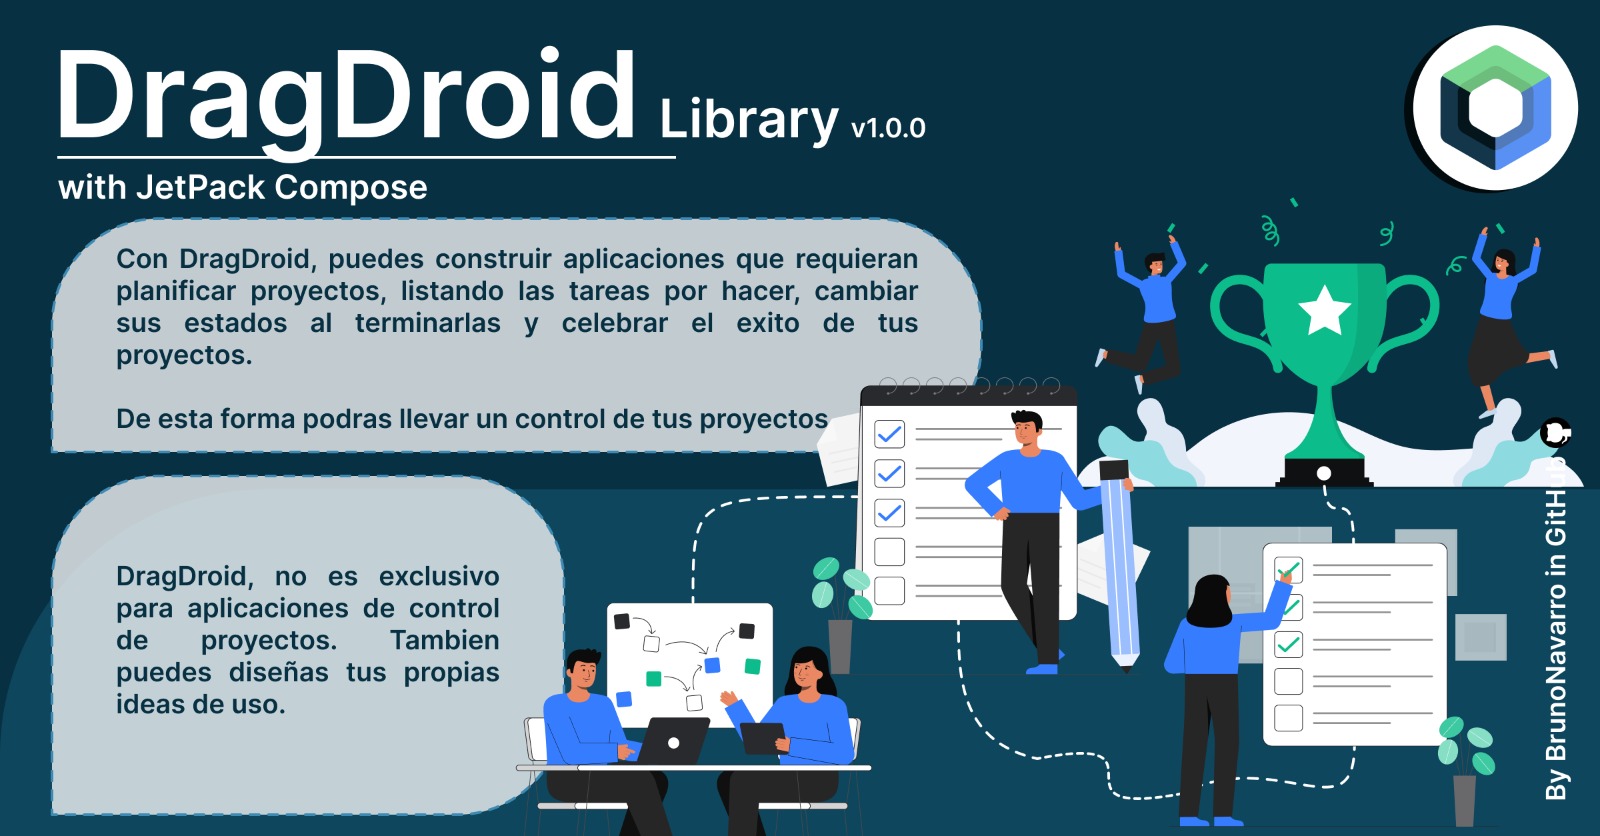 DragDroid Library v1.0.0
with JetPack Compose
Con DragDroid, puedes construir aplicaciones que requieran
planificar proyectos, listando las tareas por hacer, cambiar
sus estados al terminarlas y celebrar el exito de tus
proyectos.
De esta forma podras llevar un control de tus proyectos
DragDroid, no es exclusivo
para aplicaciones de control
de proyectos. Tambien
puedes diseñas tus propias
ideas de uso.
By BrunoNavarro in GitHub